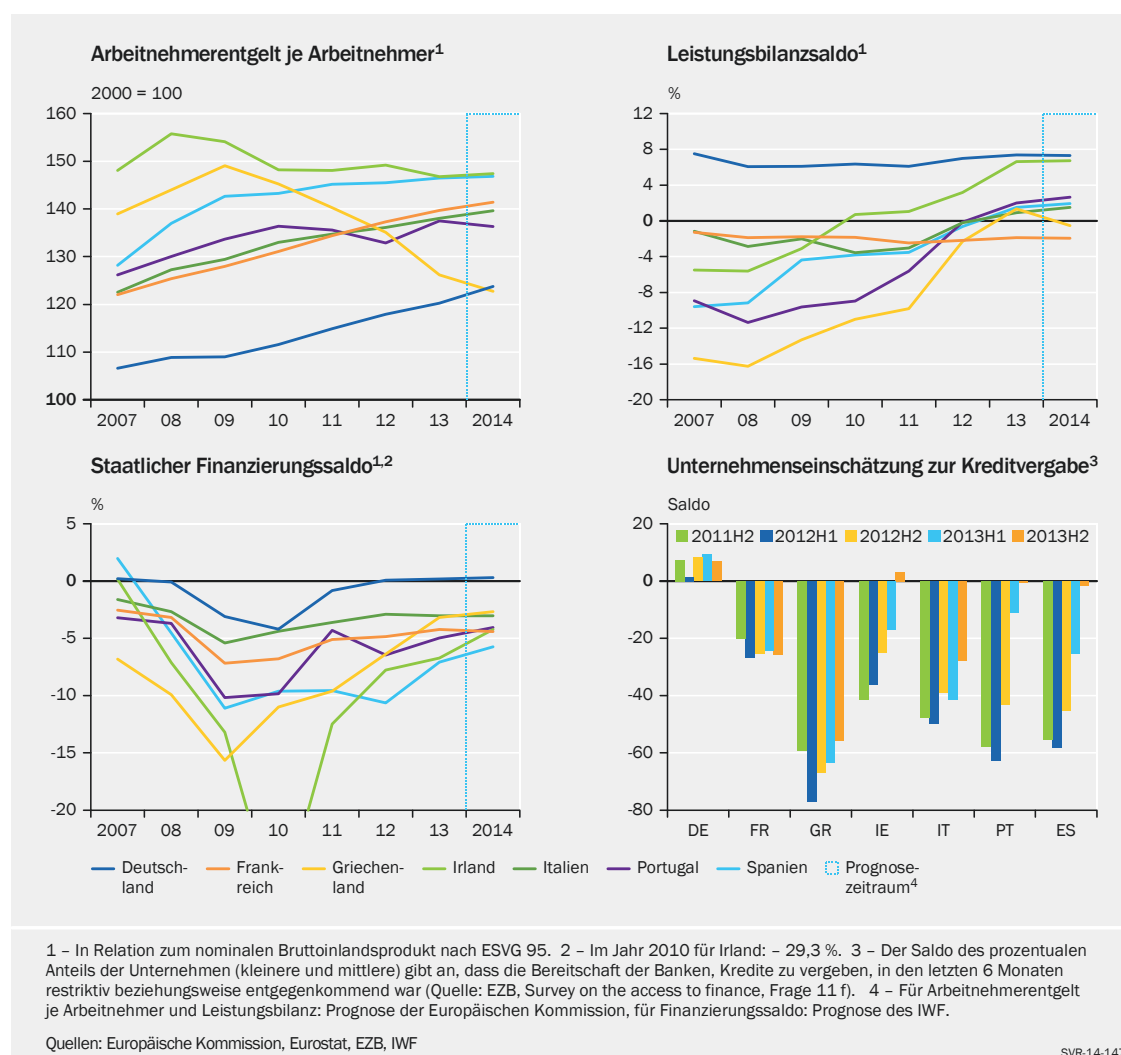 Arbeitnehmerentgelt je Arbeitnehmer¹
2000 = 100
160
150
140
130
120
110
100
2007 08 09 10 11 12 13 2014
Leistungsbilanzsaldo¹
%
12
8
4
0
-4
-8
-12
-16
-20
2007 08 09 10 11 12 13 2014
Staatlicher Finanzierungssaldo¹,²
%
5
0
-5
-10
-15
-20
2007 08 09 10 11 12 13 2014
Unternehmenseinschätzung zur Kreditvergabe³
Saldo
20
2011H2 2012H1 2012H2 2013H1 2013H2
0
-20
-40
-60
-80
DE FR GR IE IT PT ES
Deutsch-
land
Frank-
reich
Griechen-
land
Irland
Italien
Portugal
Spanien
Prognose-
zeitraum⁴
1 – In Relation zum nominalen Bruttoinlandsprodukt nach ESVG 95. 2 – Im Jahr 2010 für Irland: – 29,3 %. 3 – Der Saldo des prozentualen
Anteils der Unternehmen (kleinere und mittlere) gibt an, dass die Bereitschaft der Banken, Kredite zu vergeben, in den letzten 6 Monaten
restriktiv beziehungsweise entgegenkommend war (Quelle: EZB, Survey on the access to finance, Frage 11 f). 4 – Für Arbeitnehmerentgelt
je Arbeitnehmer und Leistungsbilanz: Prognose der Europäischen Kommission, für Finanzierungssaldo: Prognose des IWF.
Quellen: Europäische Kommission, Eurostat, EZB, IWF
SVR-14-147